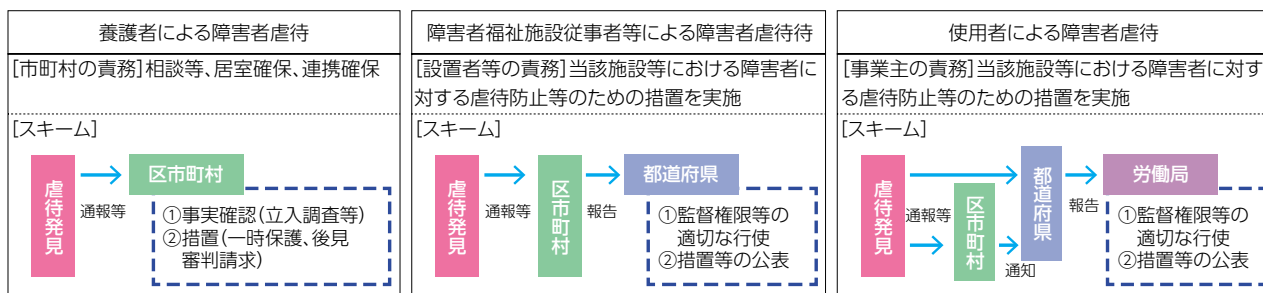 養護者による障害者虐待
[市町村の責務]相談等、居室確保、連携確保
[スキーム]
虐待発見
通報等
区市町村
①事実確認(立入調査等)
②措置(一時保護、後見
審判請求)
障害者福祉施設従事者等による障害者虐待待
[設置者等の責務]当該施設等における障害者に
対する虐待防止等のための措置を実施
[スキーム]
虐待発見
通報等
区市町村
報告
都道府県
①監督権限等の
適切な行使
②措置等の公表
使用者による障害者虐待
[事業主の責務]当該施設等における障害者に対す
る虐待防止等のための措置を実施
[スキーム]
虐待発見
通報等
区市町村
通知
都道府県
報告
労働局
①監督権限等の
適切な行使
②措置等の公表